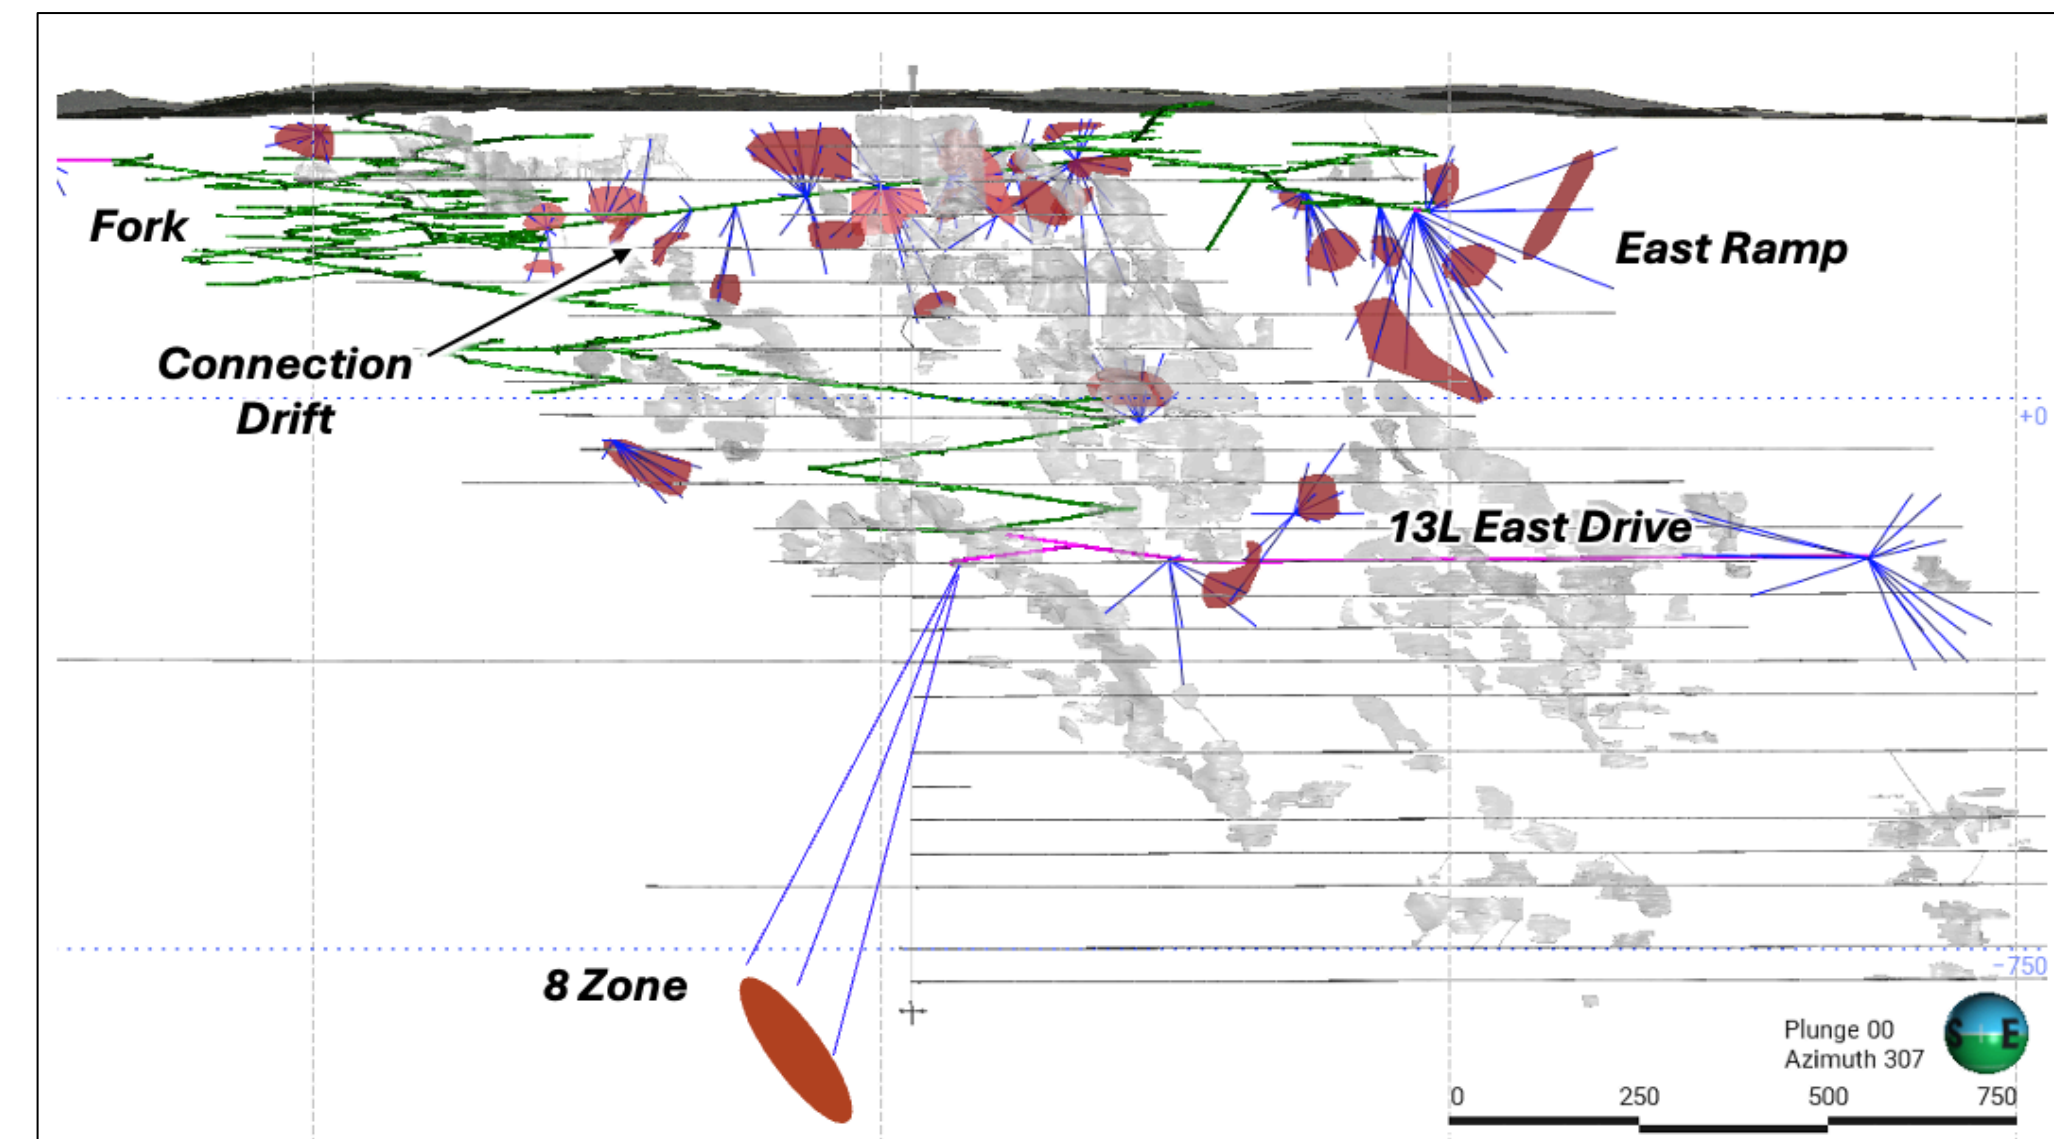 Fork
East Ramp
Connection
Drift
+0
13L East Drive
-750
8 Zone
Plunge 00
Azimuth 307
S E
0 250 500 750